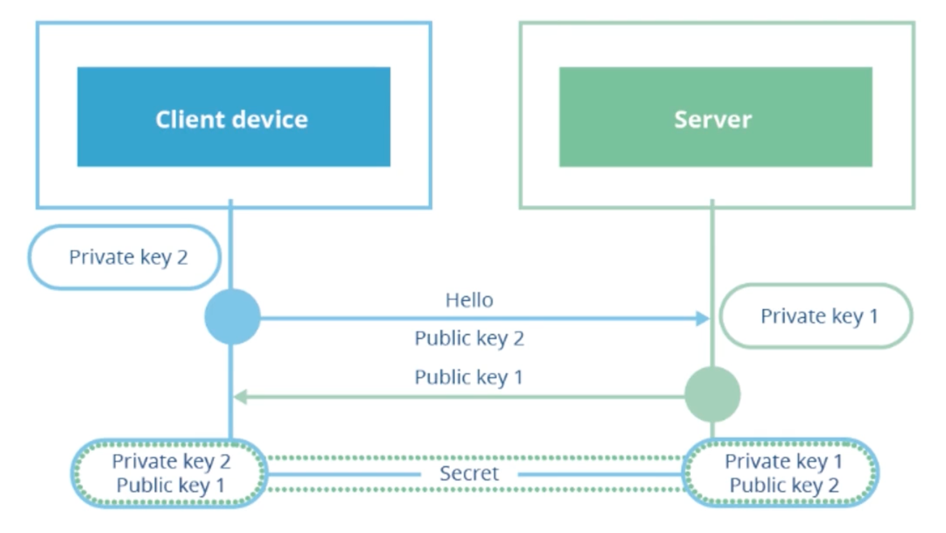 Client device
Server
Private key 2
Hello
Private key 1
Public key 2
Public key 1
Private key 2
Public key 1
Secret
Private key 1
Public key 2